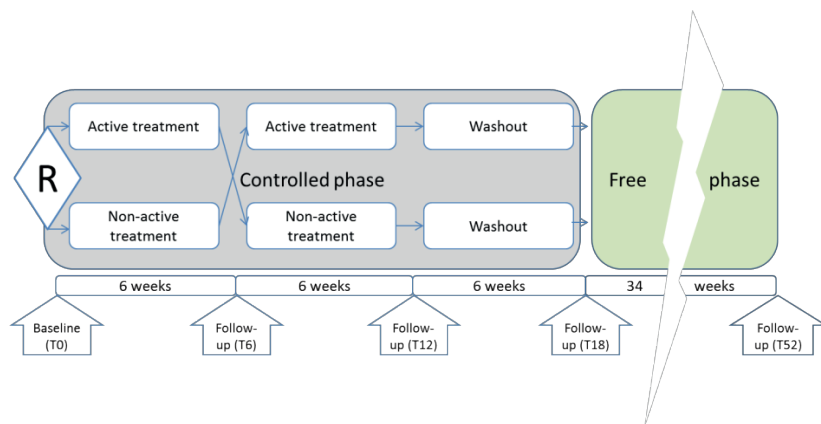 Active treatment
Active treatment
Washout
R
Controlled phase
Free phase
Non-active
treatment
Non-active
treatment
Washout
6 weeks
6 weeks
6 weeks
34 weeks
Baseline
(T0)
Follow-
up (T6)
Follow-
up (T12)
Follow-
up (T18)
Follow-
up (T52)